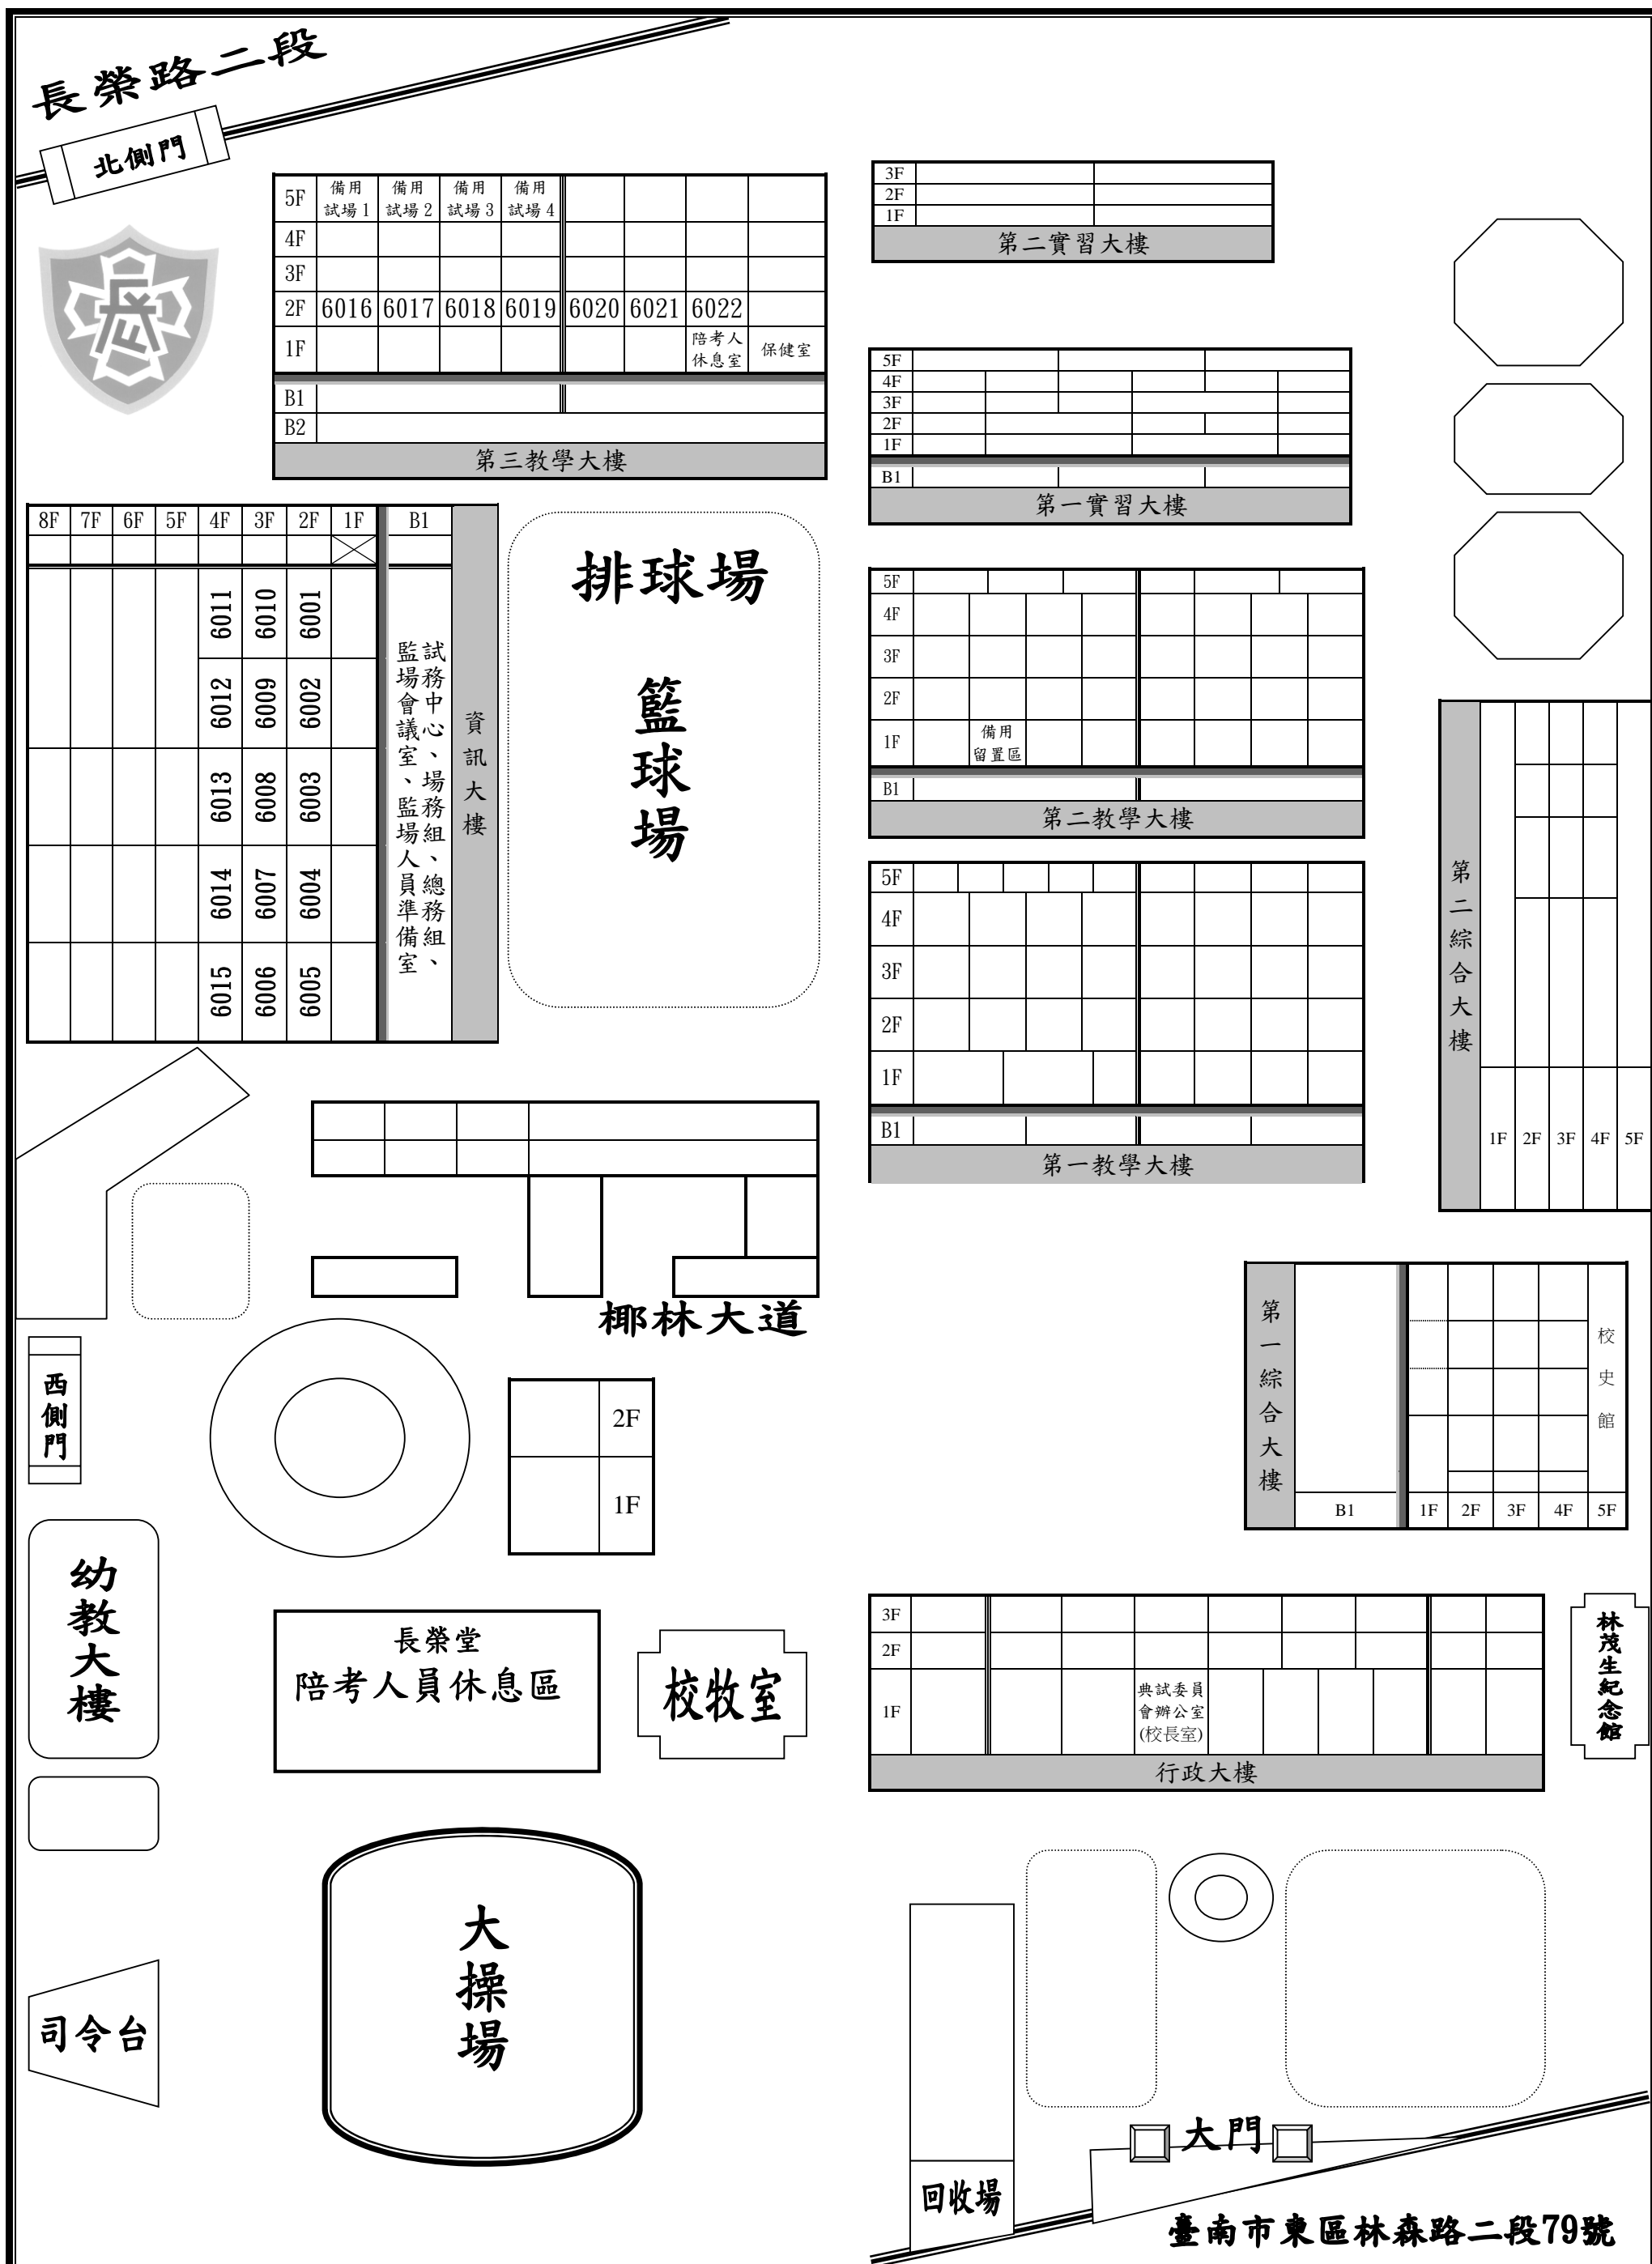 長榮路二段
北側門
5F 備用試場1 備用試場2 備用試場3 備用試場4
4F
3F
2F 6016 6017 6018 6019 6020 6021 6022
1F 陪考人休息室 保健室
B1
B2
第三教學大樓
3F
2F
1F
第二實習大樓
5F
4F
3F
2F
1F
B1
第一實習大樓
8F 7F 6F 5F 4F 3F 2F 1F B1
6011 6010 6001
6012 6009 6002
6013 6008 6003
6014 6007 6004
6015 6006 6005
試務中心、場務組、總務組、
監場會議室、監場人員準備室
資訊大樓
排球場
籃球場
5F
4F
3F
2F
1F 備用留置區
B1
第二教學大樓
5F
4F
3F
2F
1F
B1
第一教學大樓
第二綜合大樓
1F 2F 3F 4F 5F
椰林大道
西側門
2F
1F
第一綜合大樓
校史館
B1 1F 2F 3F 4F 5F
幼教大樓
長榮堂
陪考人員休息區
校牧室
3F
2F
1F 典試委員會辦公室(校長室)
行政大樓
林茂生紀念館
大操場
司令台
大門
回收場
臺南市東區林森路二段79號